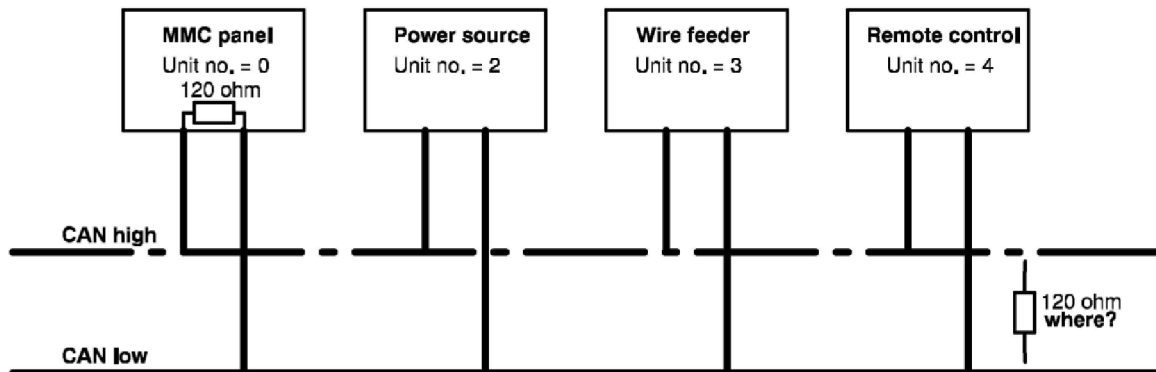 MMC panel
Unit no. = 0
120 ohm
Power source
Unit no. = 2
Wire feeder
Unit no. = 3
Remote control
Unit no. = 4
CAN high
120 ohm
where?
CAN low